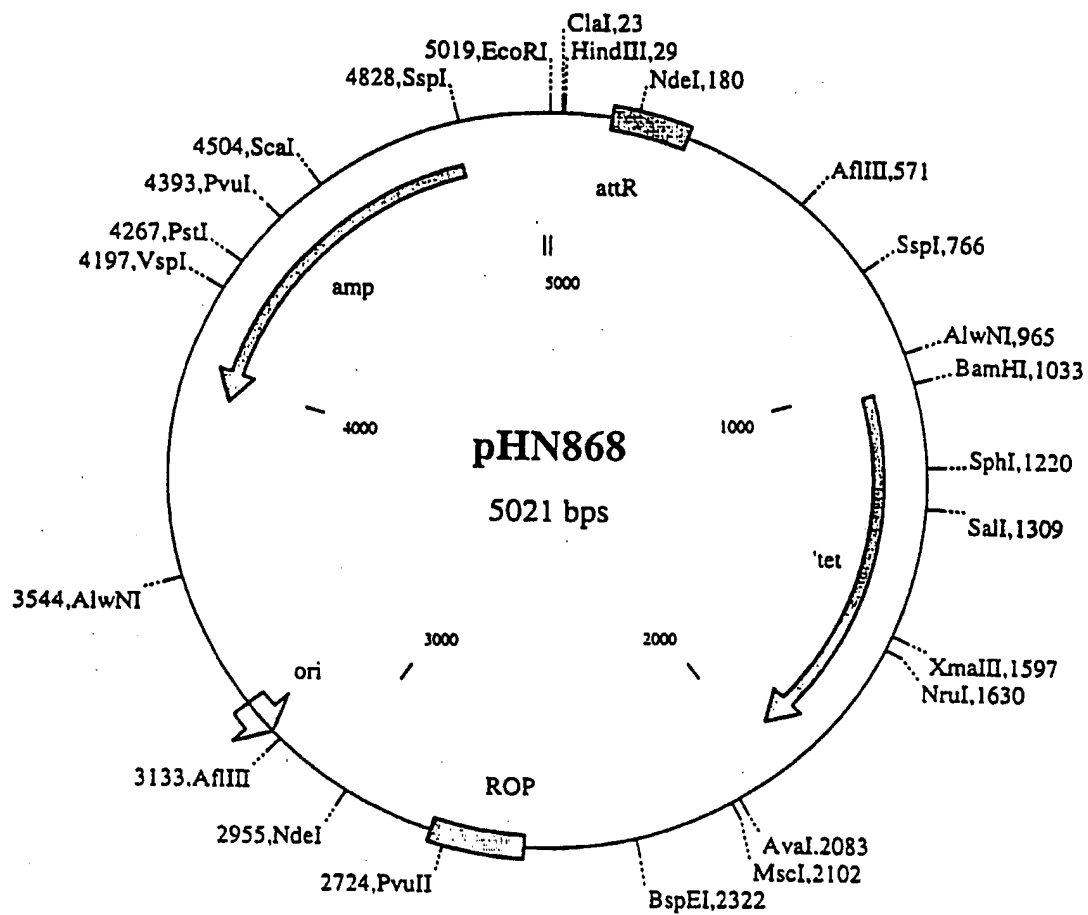 ClaI,23
5019,EcoRI
HindIII,29
4828,SspI
NdeI,180
4504,ScaI
4393,PvuI
AflIII,571
attR
4267,PstI
4197,VspI
SspI,766
amp
5000
AlwNI,965
BamHI,1033
4000
1000
pHN868
SphI,1220
5021 bps
SalI,1309
'tet
3544,AlwNI
3000
2000
ori
XmaIII,1597
NruI,1630
3133.AflIII
ROP
2955,NdeI
AvaI.2083
2724,PvuII
MscI,2102
BspEI,2322